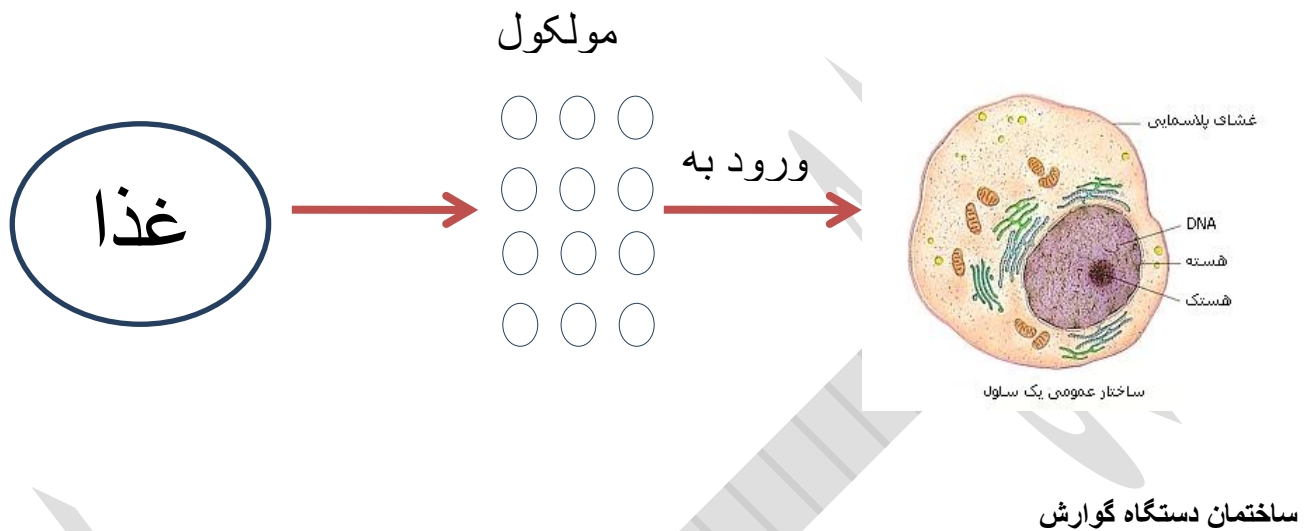 مولکول
غذا
ورود به
غشای پلاسمایی
DNA
هسته
هستک
ساختار عمومی یک سلول
ساختمان دستگاه گوارش